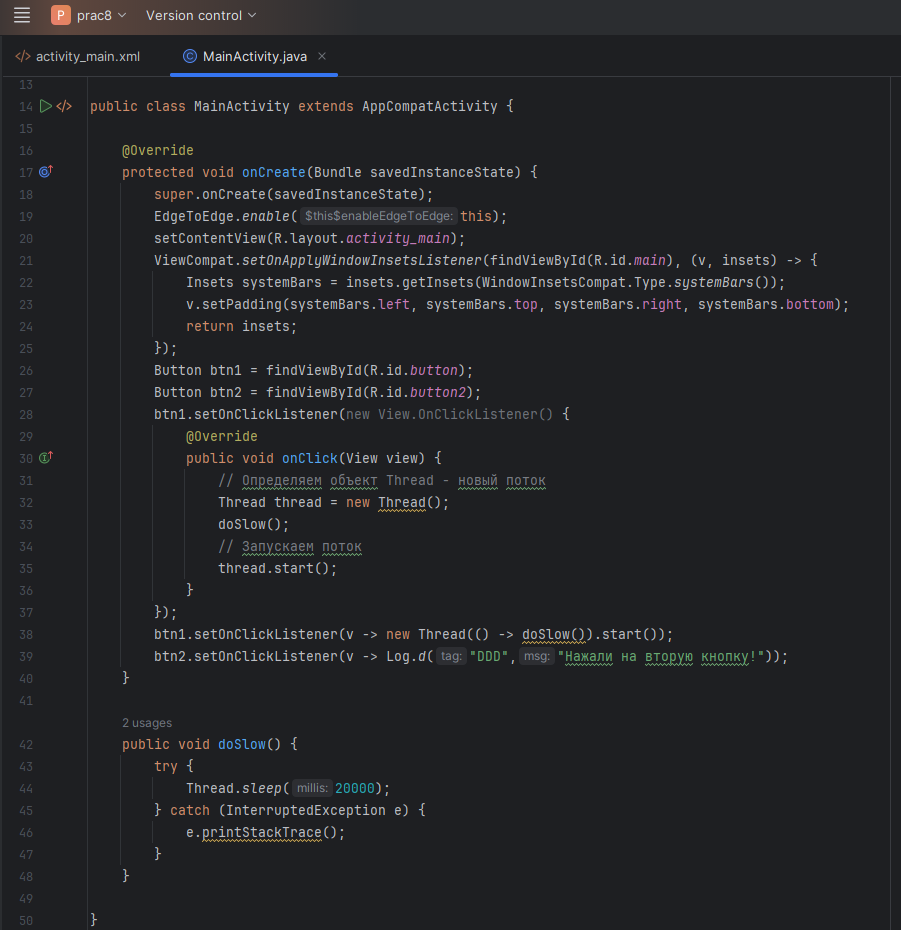 P prac8 Version control
</> activity_main.xml C MainActivity.java ×
13
14 </> public class MainActivity extends AppCompatActivity {
15
16 @Override
17 protected void onCreate(Bundle savedInstanceState) {
18 super.onCreate(savedInstanceState);
19 EdgeToEdge.enable( $this$enableEdgeToEdge: this);
20 setContentView(R.layout.activity_main);
21 ViewCompat.setOnApplyWindowInsetsListener(findViewById(R.id.main), (v, insets) -> {
22 Insets systemBars = insets.getInsets(WindowInsetsCompat.Type.systemBars());
23 v.setPadding(systemBars.left, systemBars.top, systemBars.right, systemBars.bottom);
24 return insets;
25 });
26 Button btn1 = findViewById(R.id.button);
27 Button btn2 = findViewById(R.id.button2);
28 btn1.setOnClickListener(new View.OnClickListener() {
29 @Override
30 public void onClick(View view) {
31 // Определяем объект Thread - новый поток
32 Thread thread = new Thread();
33 doSlow();
34 // Запускаем поток
35 thread.start();
36 }
37 });
38 btn1.setOnClickListener(v -> new Thread(() -> doSlow()).start());
39 btn2.setOnClickListener(v -> Log.d( tag: "DDD", msg: "Нажали на вторую кнопку!"));
40 }
41
2 usages
42 public void doSlow() {
43 try {
44 Thread.sleep( millis: 20000);
45 } catch (InterruptedException e) {
46 e.printStackTrace();
47 }
48 }
49
50 }